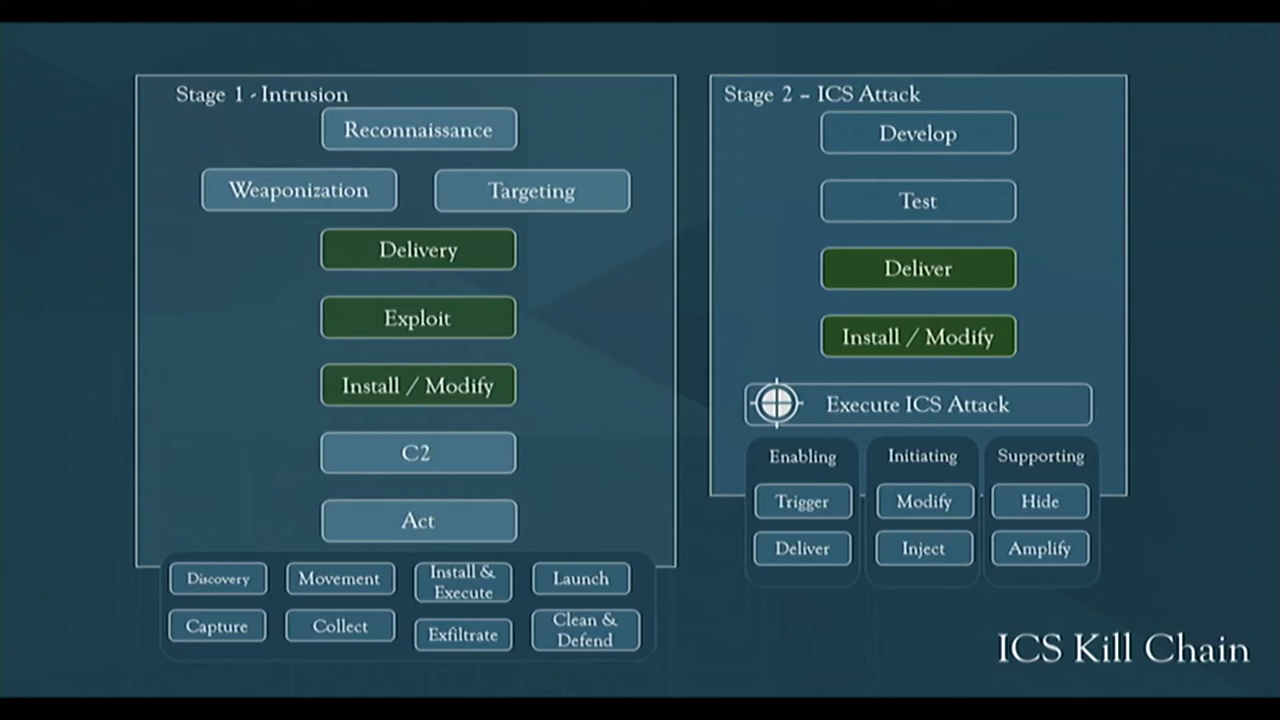 Stage 1 - Intrusion
Reconnaissance
Weaponization
Targeting
Delivery
Exploit
Install / Modify
C2
Act
Discovery
Movement
Install &
Execute
Launch
Capture
Collect
Exfiltrate
Clean &
Defend
Stage 2 – ICS Attack
Develop
Test
Deliver
Install / Modify
Execute ICS Attack
Enabling
Trigger
Deliver
Initiating
Modify
Inject
Supporting
Hide
Amplify
ICS Kill Chain